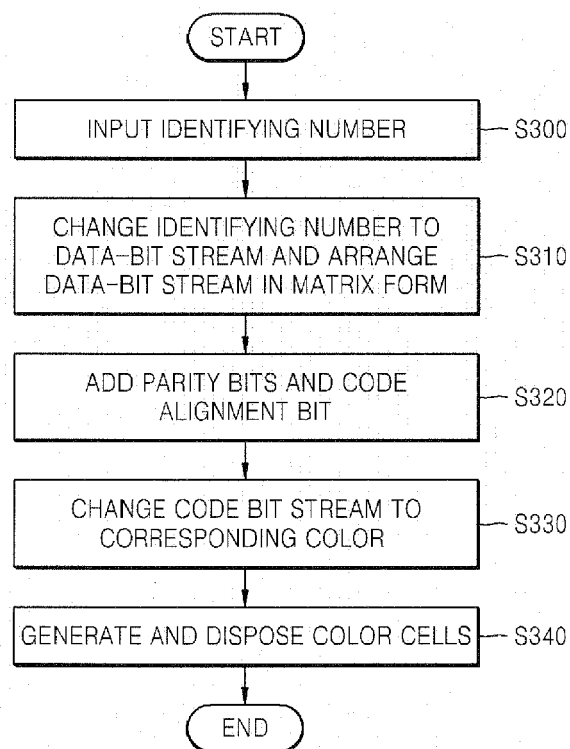 START
INPUT IDENTIFYING NUMBER
S300
CHANGE IDENTIFYING NUMBER TO
DATA-BIT STREAM AND ARRANGE
DATA-BIT STREAM IN MATRIX FORM
S310
ADD PARITY BITS AND CODE
ALIGNMENT BIT
S320
CHANGE CODE BIT STREAM TO
CORRESPONDING COLOR
S330
GENERATE AND DISPOSE COLOR CELLS
S340
END